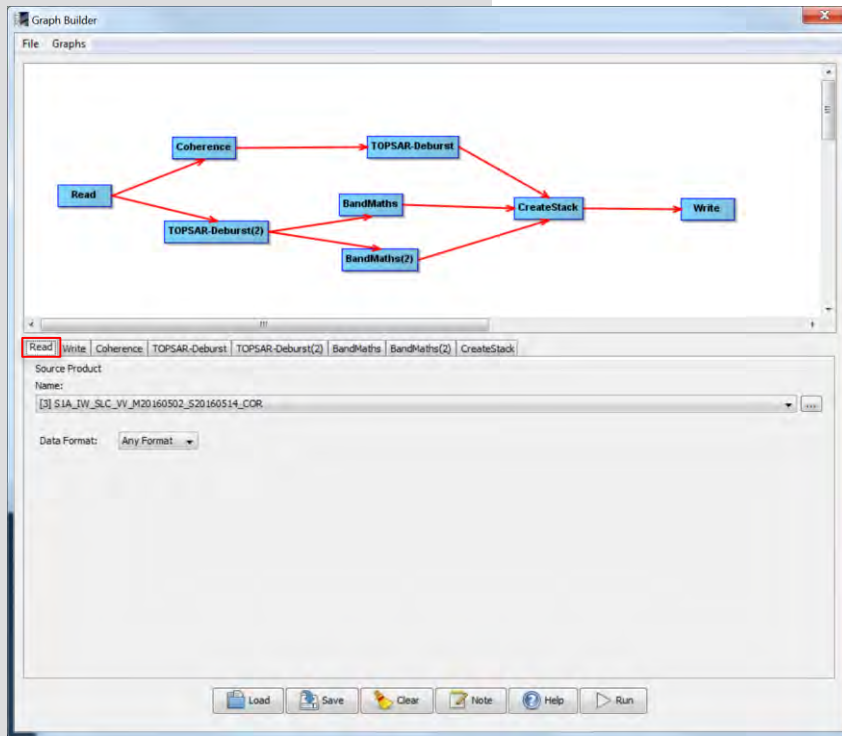 Graph Builder
File Graphs
Coherence
TOPSAR-Deburst
Read
BandMaths
CreateStack
Write
TOPSAR-Deburst(2)
BandMaths(2)
Read Write Coherence TOPSAR-Deburst TOPSAR-Deburst(2) BandMaths BandMaths(2) CreateStack
Source Product
Name:
[3] S1A_IW_SLC_VV_M20160502_S20160514_COR
...
Data Format: Any Format
Load Save Clear Note Help Run